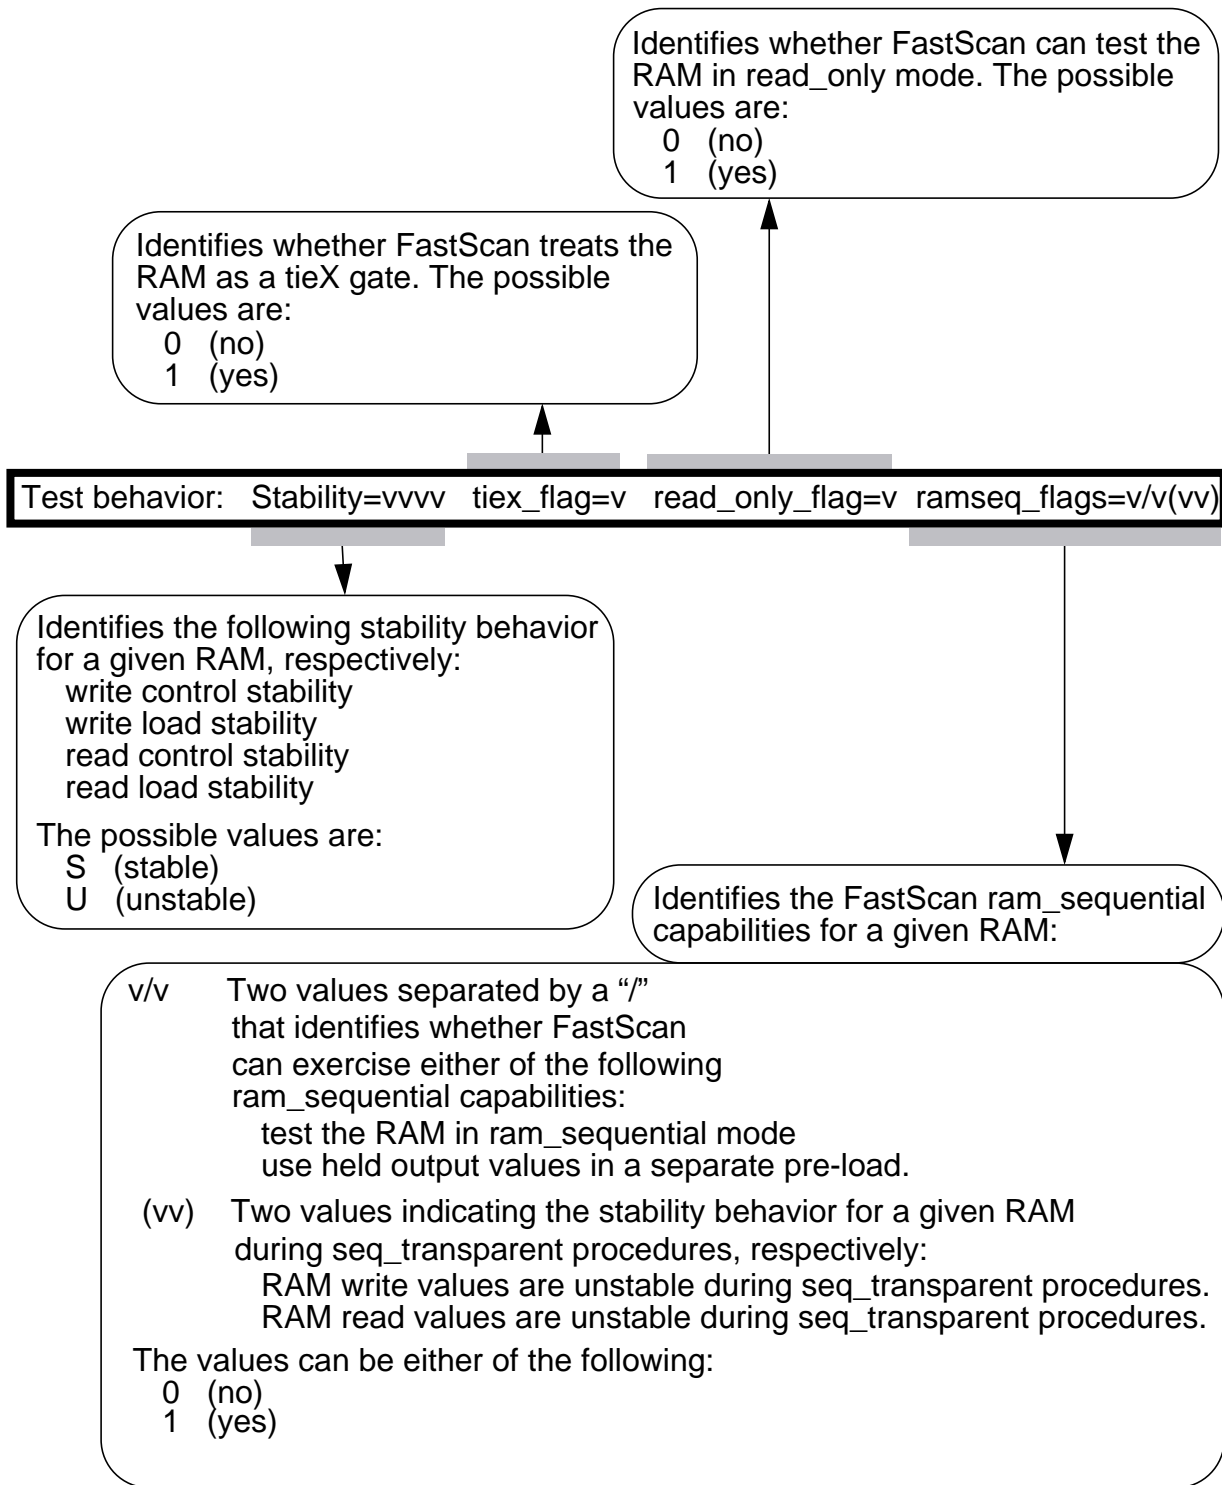 Identifies whether FastScan can test the
RAM in read_only mode. The possible
values are:
0 (no)
1 (yes)
Identifies whether FastScan treats the
RAM as a tieX gate. The possible
values are:
0 (no)
1 (yes)
Test behavior: Stability=vvvv tiex_flag=v read_only_flag=v ramseq_flags=v/v(vv)
Identifies the following stability behavior
for a given RAM, respectively:
write control stability
write load stability
read control stability
read load stability
The possible values are:
S (stable)
U (unstable)
Identifies the FastScan ram_sequential
capabilities for a given RAM:
v/v Two values separated by a “/”
that identifies whether FastScan
can exercise either of the following
ram_sequential capabilities:
test the RAM in ram_sequential mode
use held output values in a separate pre-load.
(vv) Two values indicating the stability behavior for a given RAM
during seq_transparent procedures, respectively:
RAM write values are unstable during seq_transparent procedures.
RAM read values are unstable during seq_transparent procedures.
The values can be either of the following:
0 (no)
1 (yes)